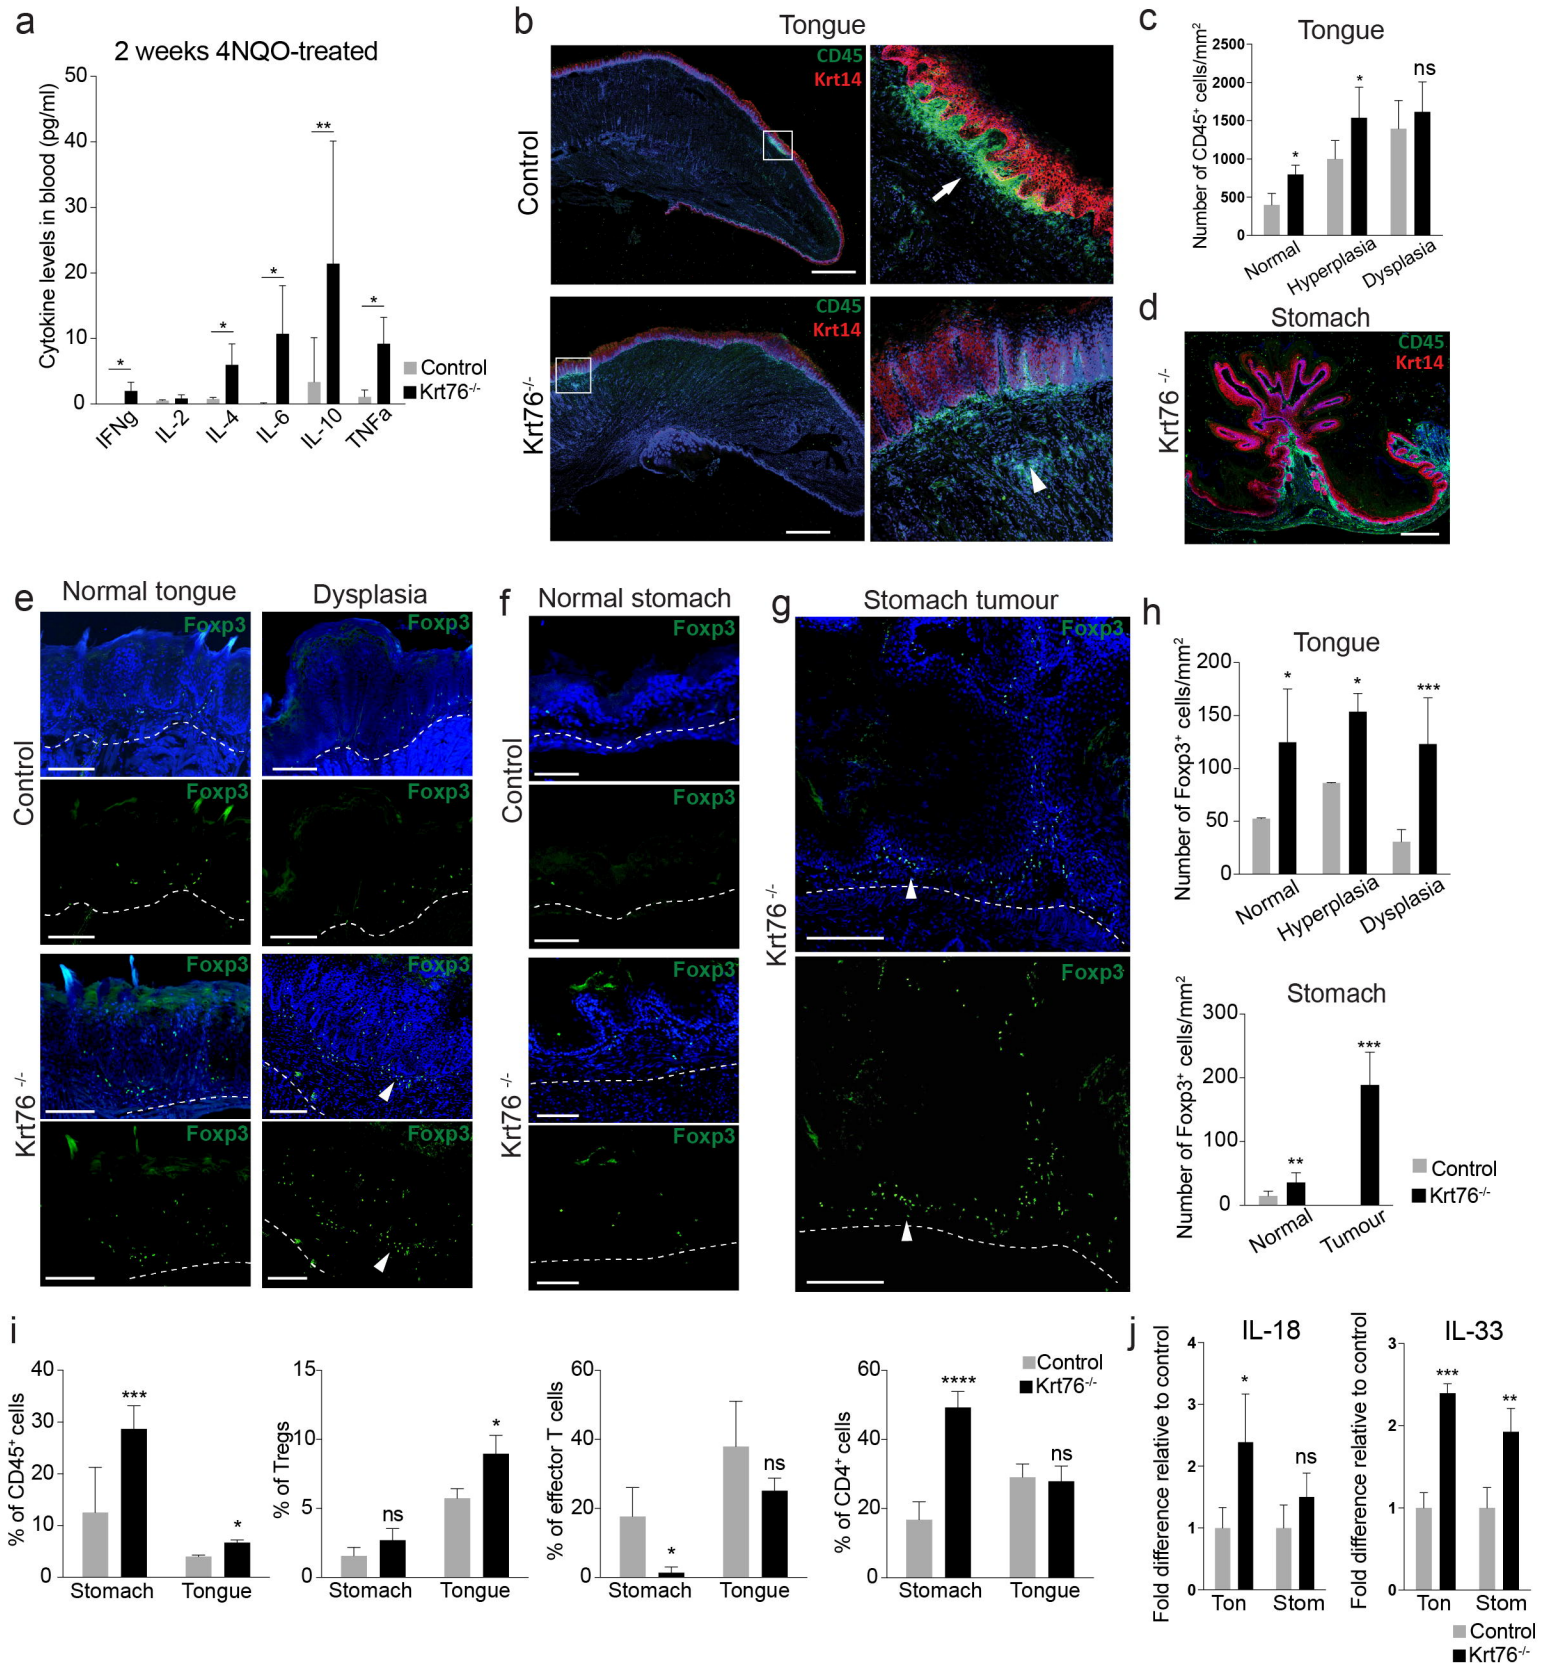 a
2 weeks 4NQO-treated
Cytokine levels in blood (pg/ml)
50
40
30
20
10
0
*
*
*
**
*
IFNg
IL-2
IL-4
IL-6
IL-10
TNFa
Control
Krt76-/-
b
Tongue
Control
CD45
Krt14
Krt76-/-
CD45
Krt14
c
Tongue
Number of CD45+ cells/mm2
2500
2000
1500
1000
500
0
*
*
ns
Normal
Hyperplasia
Dysplasia
d
Stomach
Krt76 -/-
CD45
Krt14
e
Normal tongue
Dysplasia
Control
Foxp3
Foxp3
Foxp3
Foxp3
Krt76 -/-
Foxp3
Foxp3
Foxp3
Foxp3
f
Normal stomach
Control
Foxp3
Foxp3
Krt76 -/-
Foxp3
Foxp3
g
Stomach tumour
Krt76 -/-
Foxp3
Foxp3
h
Tongue
Number of Foxp3+ cells/mm2
200
150
100
50
0
*
*
***
Normal
Hyperplasia
Dysplasia
Stomach
Number of Foxp3+ cells/mm2
300
200
100
0
**
***
Normal
Tumour
Control
Krt76-/-
i
% of CD45+ cells
40
30
20
10
0
***
*
Stomach
Tongue
% of Tregs
15
10
5
0
ns
*
Stomach
Tongue
% of effector T cells
60
40
20
0
*
ns
Stomach
Tongue
% of CD4+ cells
60
40
20
0
****
ns
Stomach
Tongue
Control
Krt76-/-
j
IL-18
Fold difference relative to control
4
3
2
1
0
*
ns
Ton
Stom
IL-33
Fold difference relative to control
3
2
1
0
***
**
Ton
Stom
Control
Krt76-/-